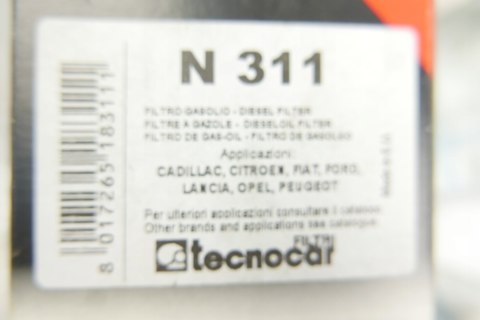 N 311
FILTRO GASOLIO - DIESEL FILTER
FILTRE A GAZOLE - DIESELOIL FILTER
FILTRO DE GAS-OIL - FILTRO DE GASOLEO
Applicazioni:
CADILLAC, CITROEN, FIAT, FORD,
LANCIA, OPEL, PEUGEOT
Per ulteriori applicazioni consultare il catalogo
Other brands and applications see catalogue
FILTRI
tecnocar
8 017265 183111
Made in